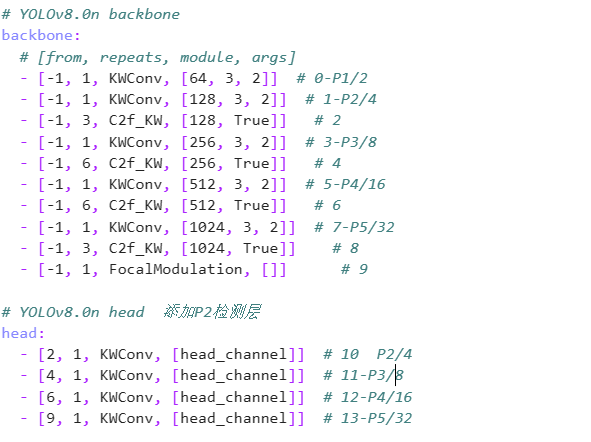 # YOLOv8.0n backbone
backbone:
  # [from, repeats, module, args]
  - [-1, 1, KWConv, [64, 3, 2]]  # 0-P1/2
  - [-1, 1, KWConv, [128, 3, 2]]  # 1-P2/4
  - [-1, 3, C2f_KW, [128, True]]   # 2
  - [-1, 1, KWConv, [256, 3, 2]]  # 3-P3/8
  - [-1, 6, C2f_KW, [256, True]]   # 4
  - [-1, 1, KWConv, [512, 3, 2]]  # 5-P4/16
  - [-1, 6, C2f_KW, [512, True]]   # 6
  - [-1, 1, KWConv, [1024, 3, 2]]  # 7-P5/32
  - [-1, 3, C2f_KW, [1024, True]]    # 8
  - [-1, 1, FocalModulation, []]      # 9
# YOLOv8.0n head  添加P2检测层
head:
  - [2, 1, KWConv, [head_channel]]  # 10  P2/4
  - [4, 1, KWConv, [head_channel]]  # 11-P3/8
  - [6, 1, KWConv, [head_channel]]  # 12-P4/16
  - [9, 1, KWConv, [head_channel]]  # 13-P5/32